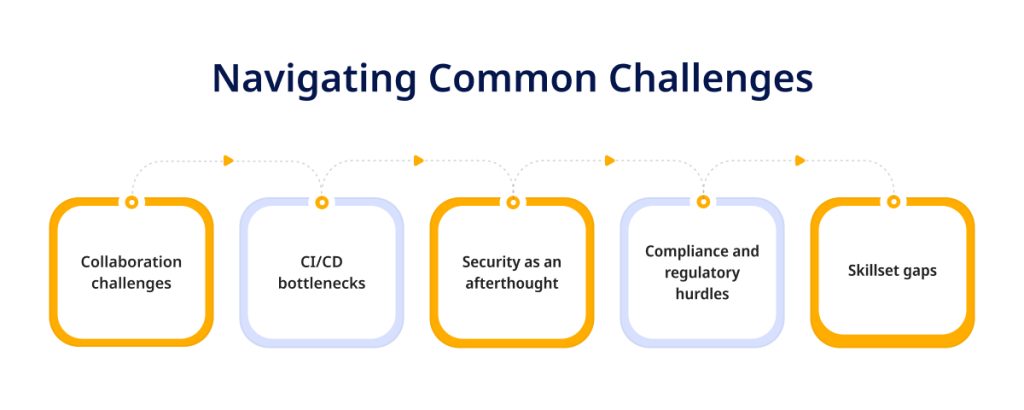 Navigating Common Challenges
Collaboration
challenges
CI/CD
bottlenecks
Security as an
afterthought
Compliance and
regulatory
hurdles
Skillset gaps